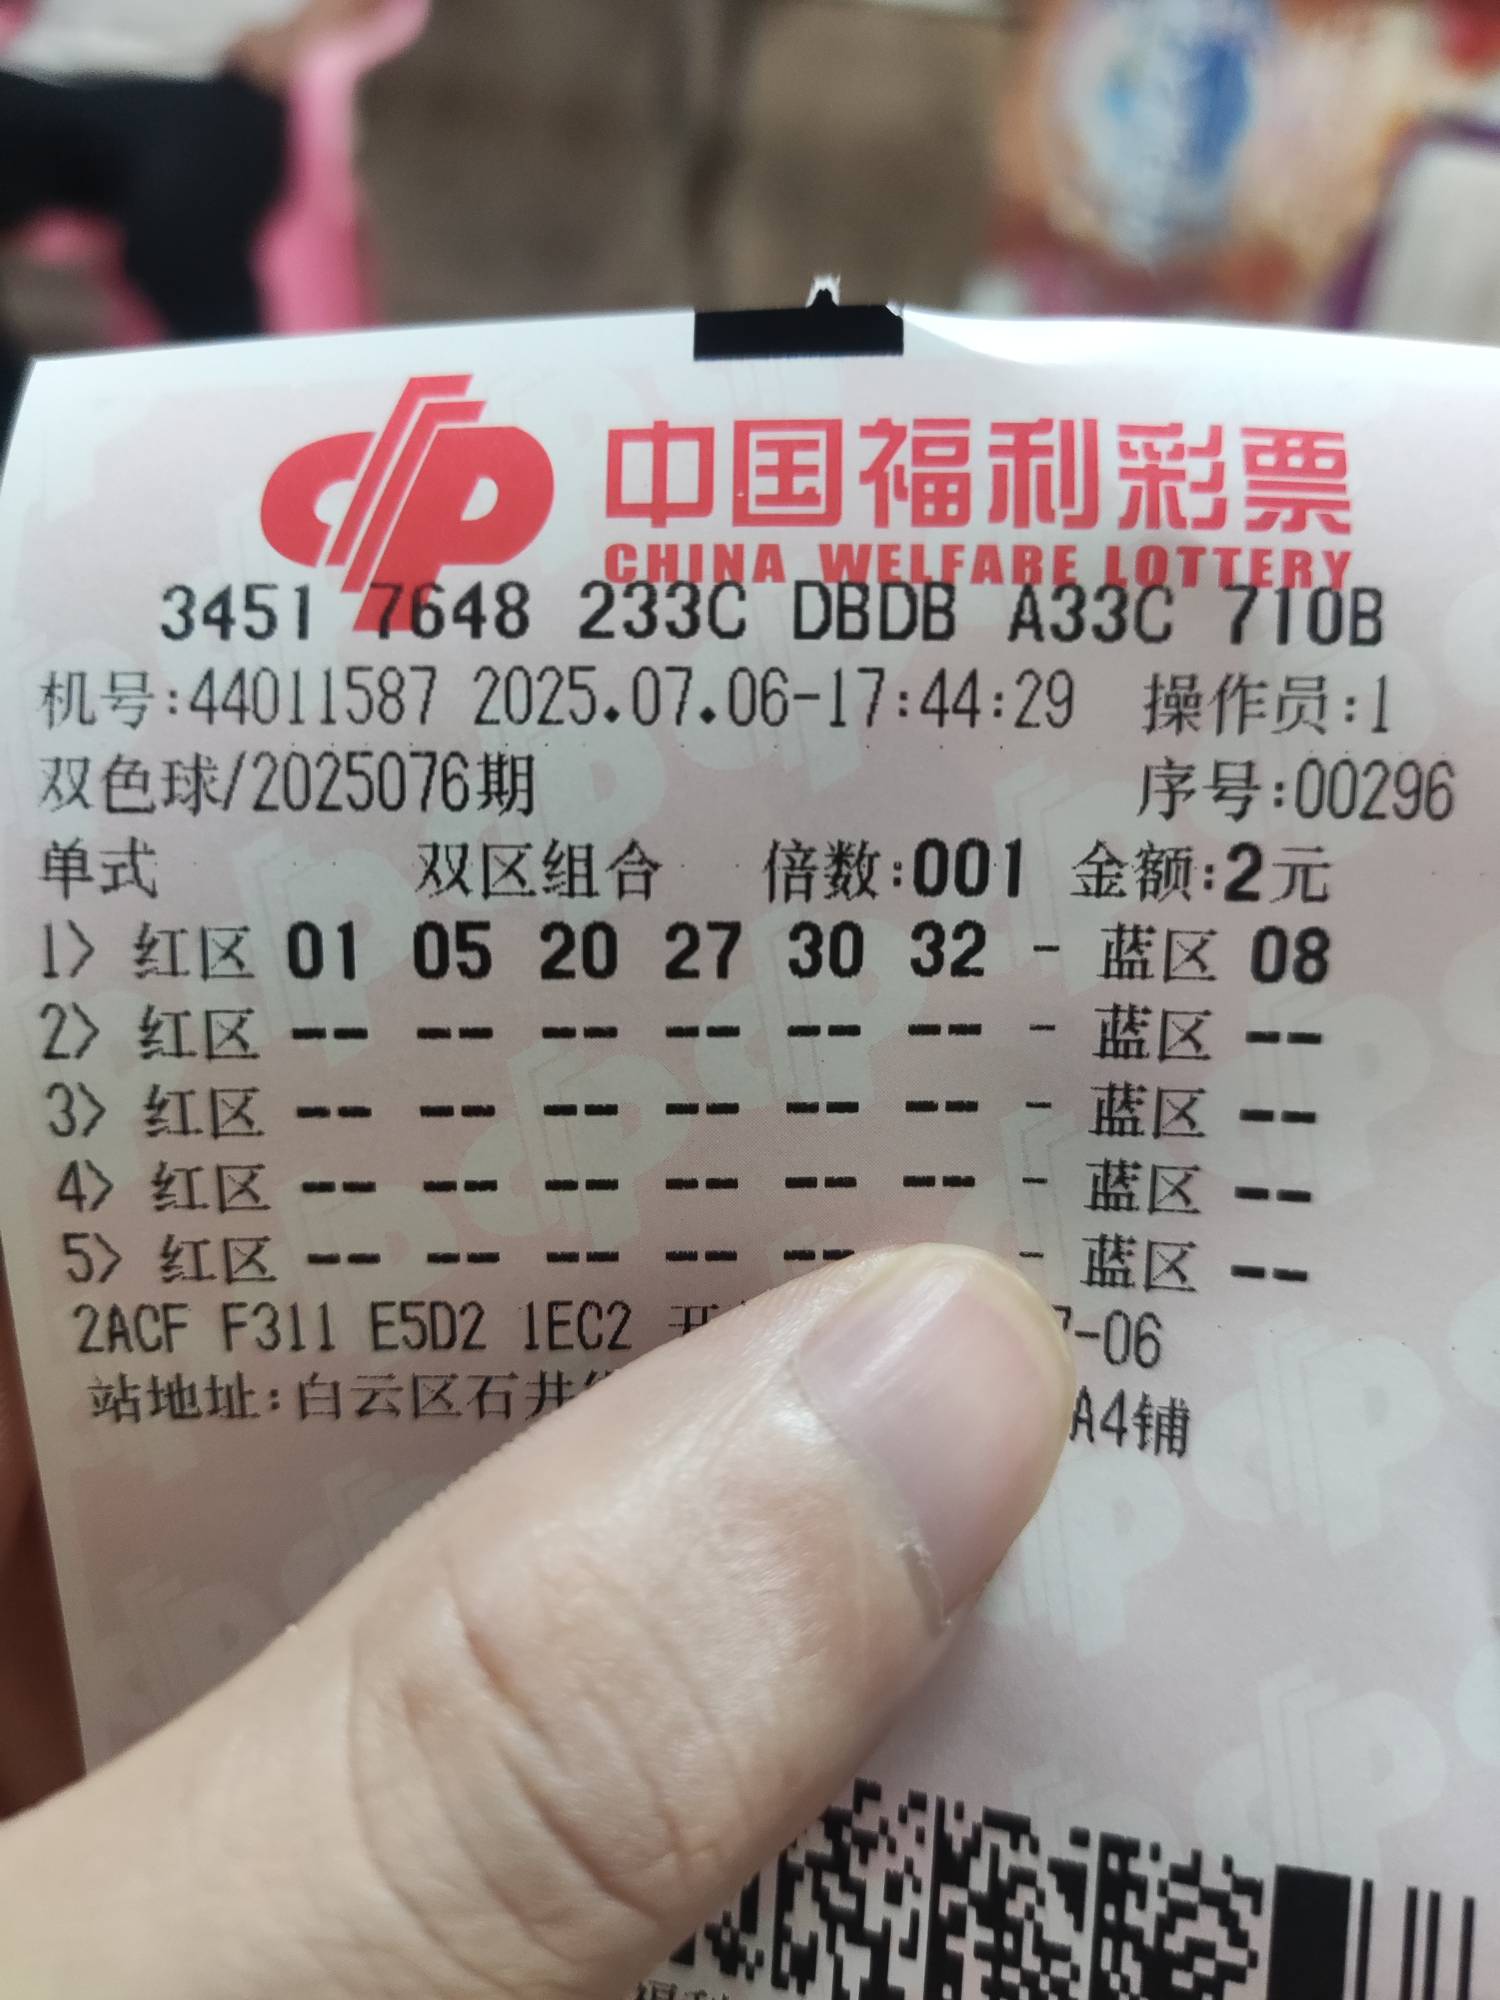 中国福利彩票
CHINA WELFARE LOTTERY
3451 7648 233C DBDB A33C 710B
机号:44011587 2025.07.06-17:44:29 操作员:1
双色球/2025076期 序号:00296
单式 双区组合 倍数:001 金额:2元
1> 红区 01 05 20 27 30 32 - 蓝区 08
2> 红区 -- -- -- -- -- -- - 蓝区 --
3> 红区 -- -- -- -- -- -- - 蓝区 --
4> 红区 -- -- -- -- -- -- - 蓝区 --
5> 红区 -- -- -- -- -- - 蓝区 --
2ACF F311 E5D2 1EC2 7-06
站地址:白云区石井 A4铺